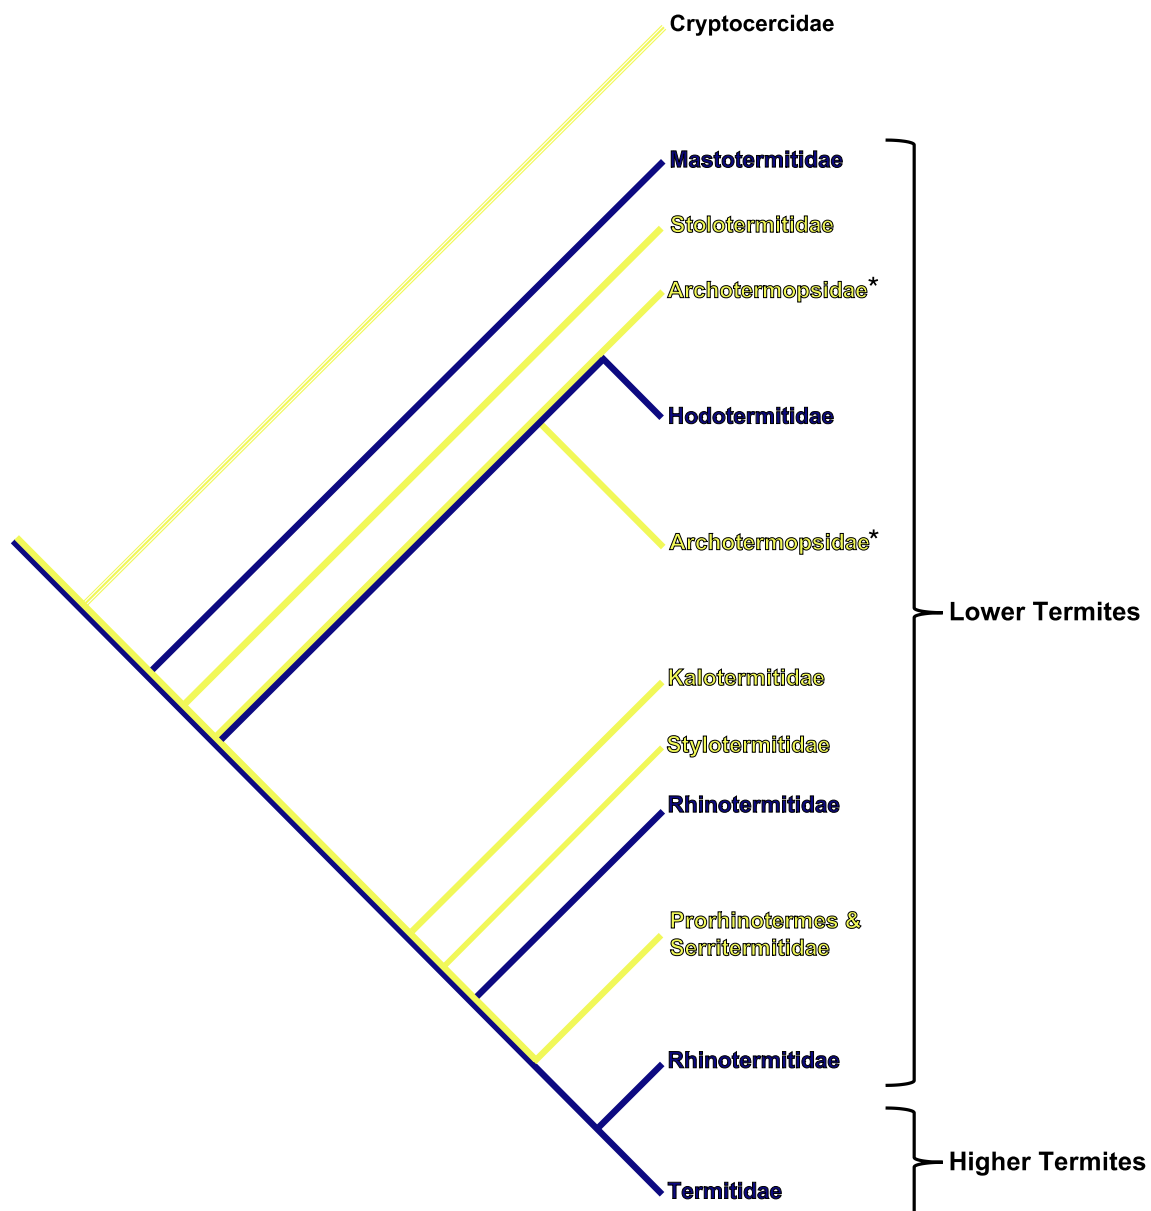 Cryptocercidae
Mastotermitidae
Stolotermitidae
Archotermopsidae*
Hodotermitidae
Archotermopsidae*
Lower Termites
Kalotermitidae
Stylotermitidae
Rhinotermitidae
Prorhinotermes &
Serritermitidae
Rhinotermitidae
Higher Termites
Termitidae